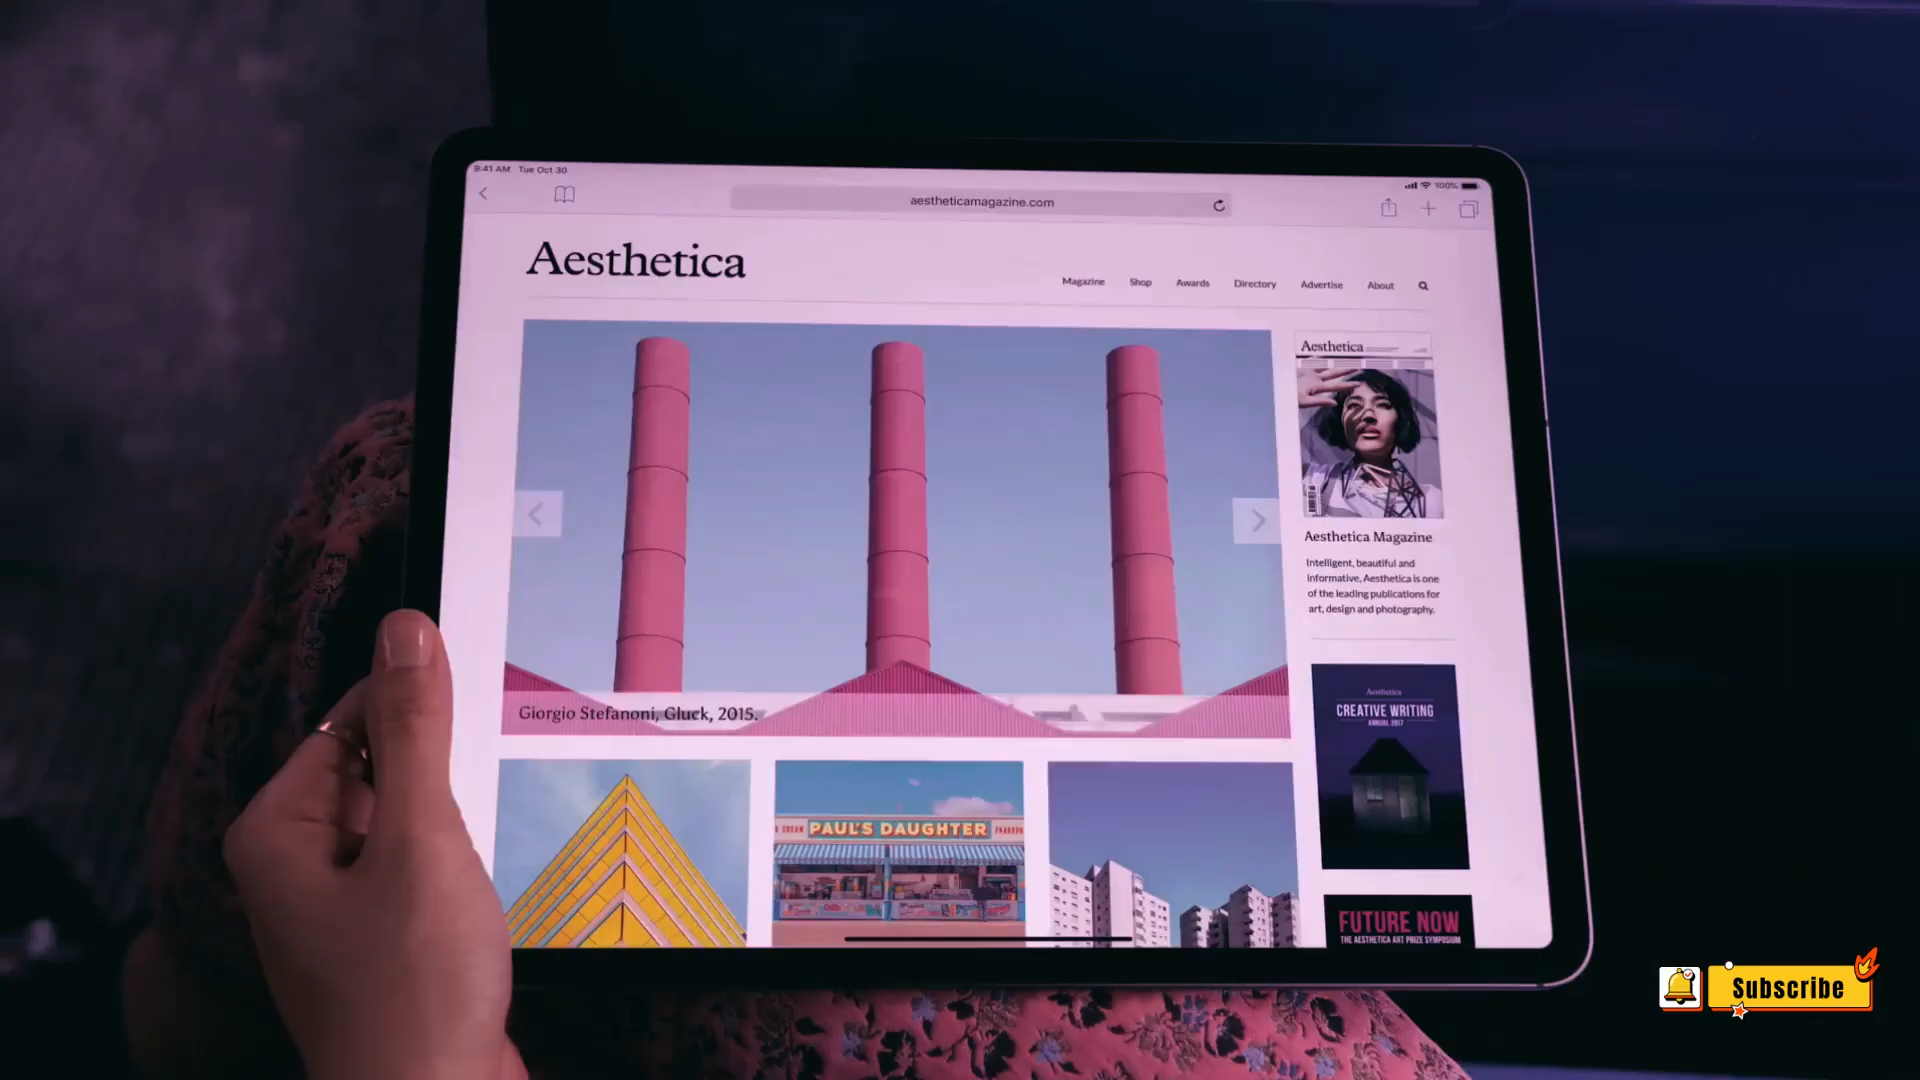 9:41 AM Tue Oct 30
100%
aestheticamagazine.com
Aesthetica
Magazine Shop Awards Directory Advertise About
Aesthetica
Giorgio Stefanoni, Gluck, 2015.
Aesthetica Magazine
Intelligent, beautiful and
informative, Aesthetica is one
of the leading publications for
art, design and photography.
Aesthetica
CREATIVE WRITING
ANNUAL 2017
PAUL'S DAUGHTER
FUTURE NOW
THE AESTHETICA ART PRIZE SYMPOSIUM
Subscribe